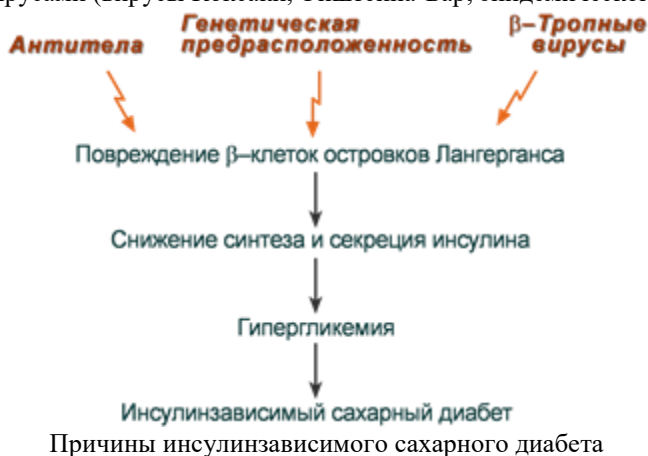 Генетическая
Антитела предрасположенность
β–Тропные
вирусы
Повреждение β–клеток островков Лангерганса
Снижение синтеза и секреция инсулина
Гипергликемия
Инсулинзависимый сахарный диабет
Причины инсулинзависимого сахарного диабета